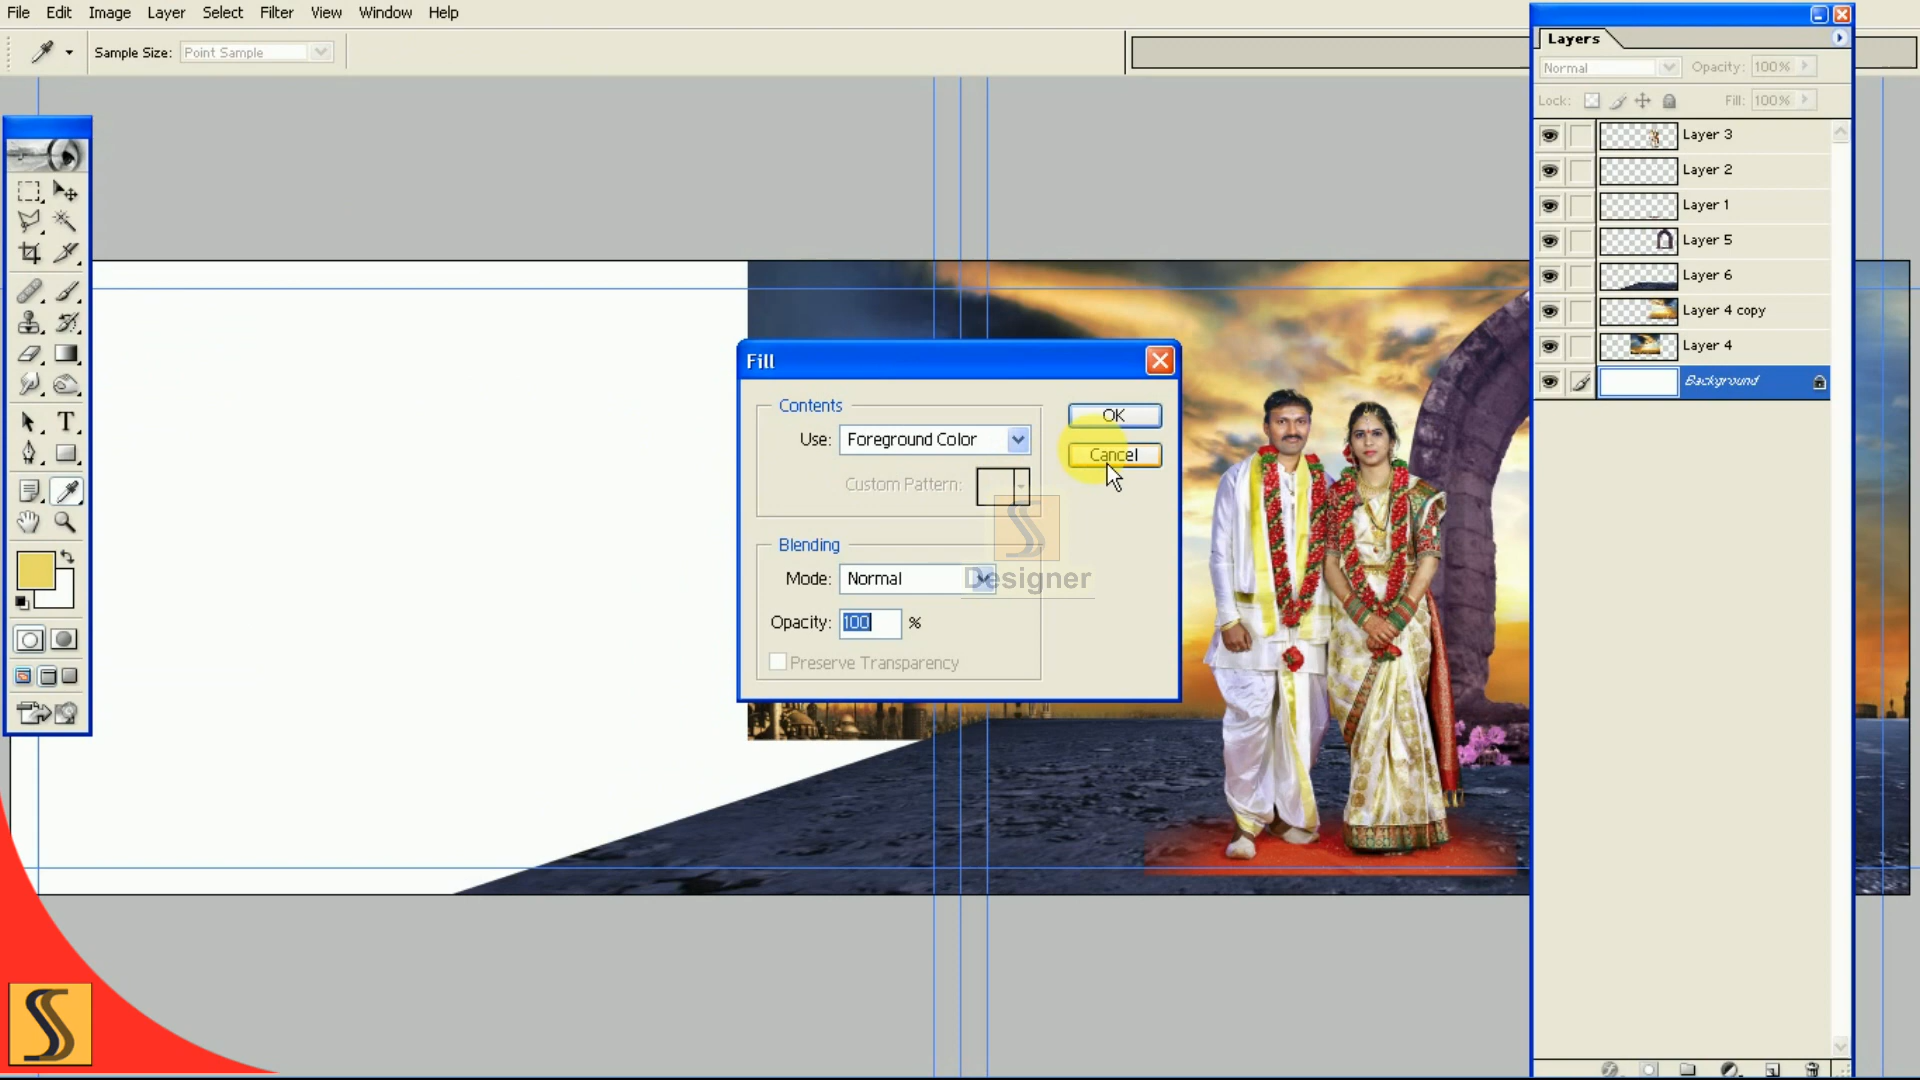 File Edit Image Layer Select Filter View Window Help
Sample Size: Point Sample
Layers
Normal Opacity: 100%
Lock: Fill: 100%
Layer 3
Layer 2
Layer 1
Layer 5
Layer 6
Layer 4 copy
Layer 4
Background
Fill
Contents
Use: Foreground Color
Custom Pattern:
OK
Cancel
Blending
Mode: Normal
Opacity: 100 %
Preserve Transparency
Designer
T